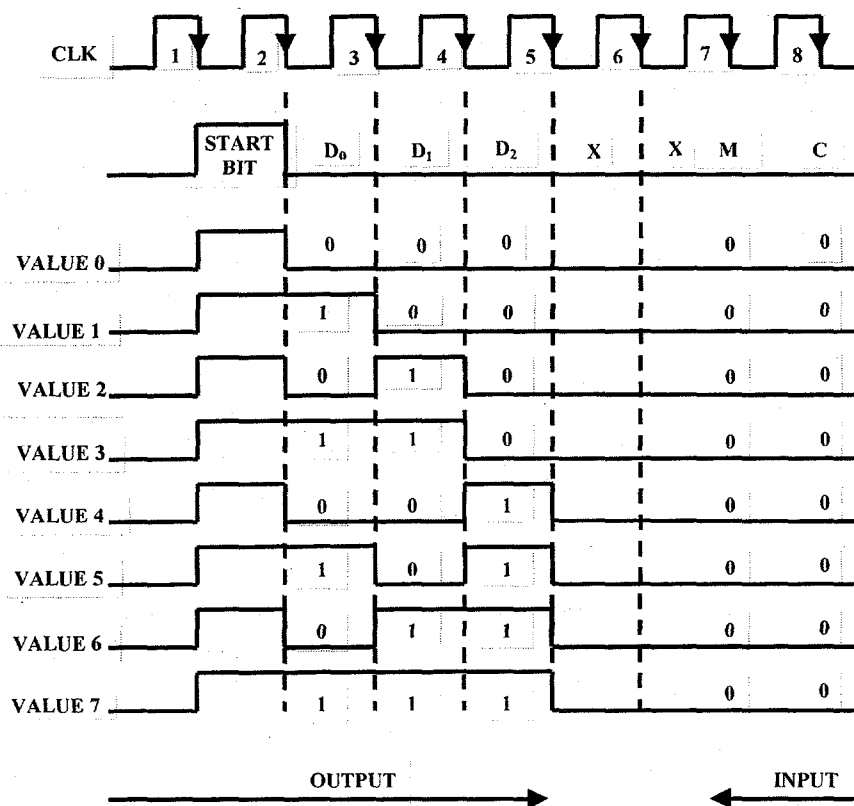 CLK 1 2 3 4 5 6 7 8
START BIT D₀ D₁ D₂ X X M C
VALUE 0 0 0 0 0 0
VALUE 1 1 0 0 0 0
VALUE 2 0 1 0 0 0
VALUE 3 1 1 0 0 0
VALUE 4 0 0 1 0 0
VALUE 5 1 0 1 0 0
VALUE 6 0 1 1 0 0
VALUE 7 1 1 1 0 0
OUTPUT INPUT